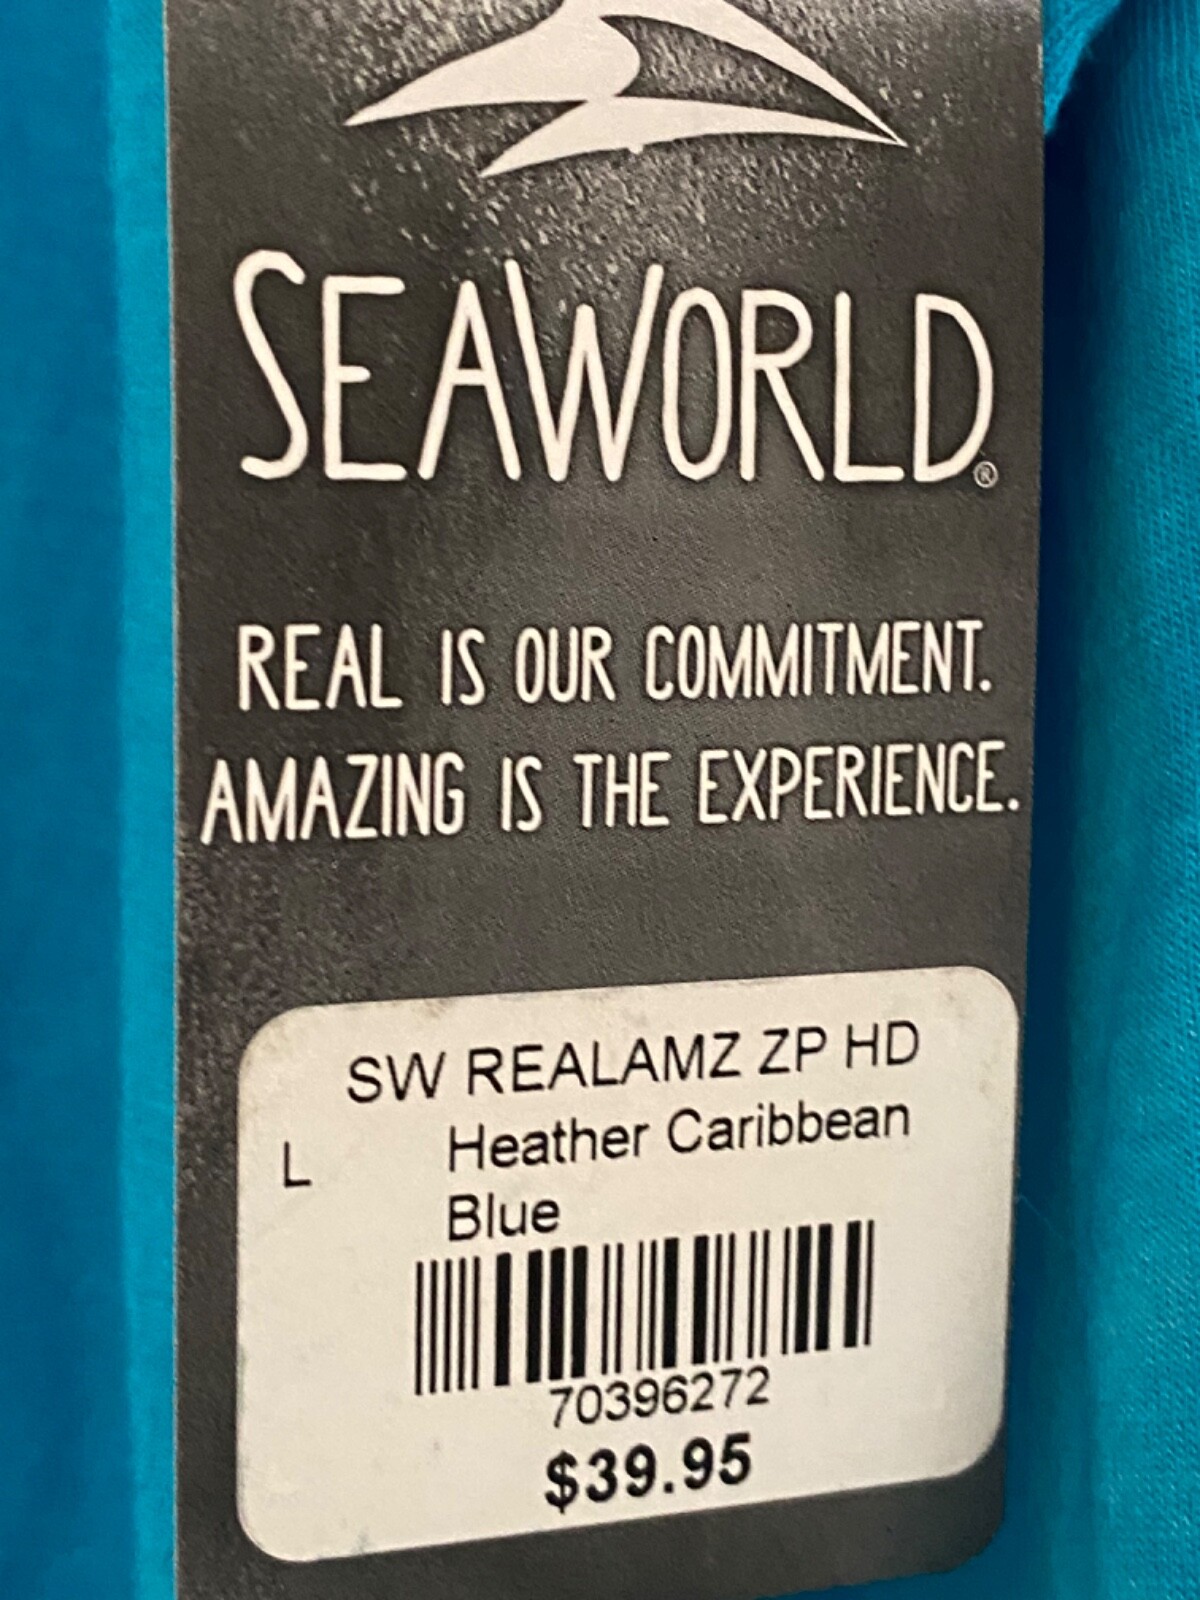 SEAWORLD®
REAL IS OUR COMMITMENT.
AMAZING IS THE EXPERIENCE.
SW REALAMZ ZP HD
L Heather Caribbean
Blue
70396272
$39.95